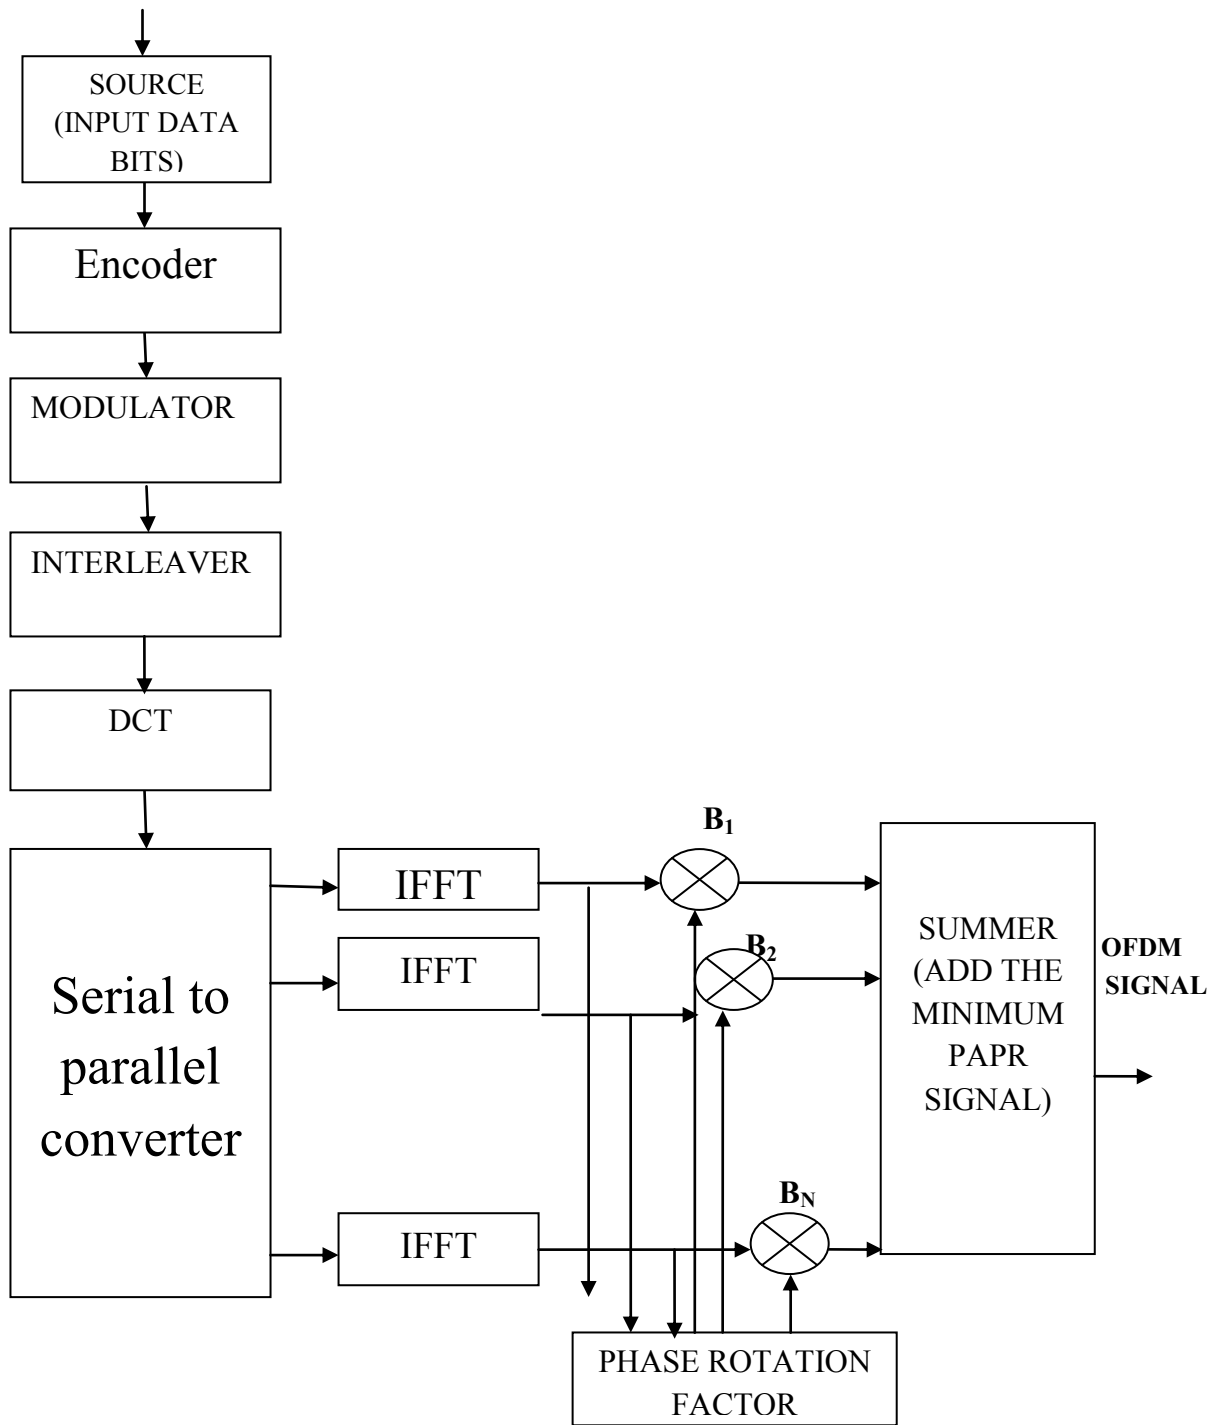 SOURCE
(INPUT DATA
BITS)
Encoder
MODULATOR
INTERLEAVER
DCT
Serial to
parallel
converter
IFFT
IFFT
IFFT
B₁
B₂
B_N
SUMMER
(ADD THE
MINIMUM
PAPR
SIGNAL)
OFDM
SIGNAL
PHASE ROTATION
FACTOR